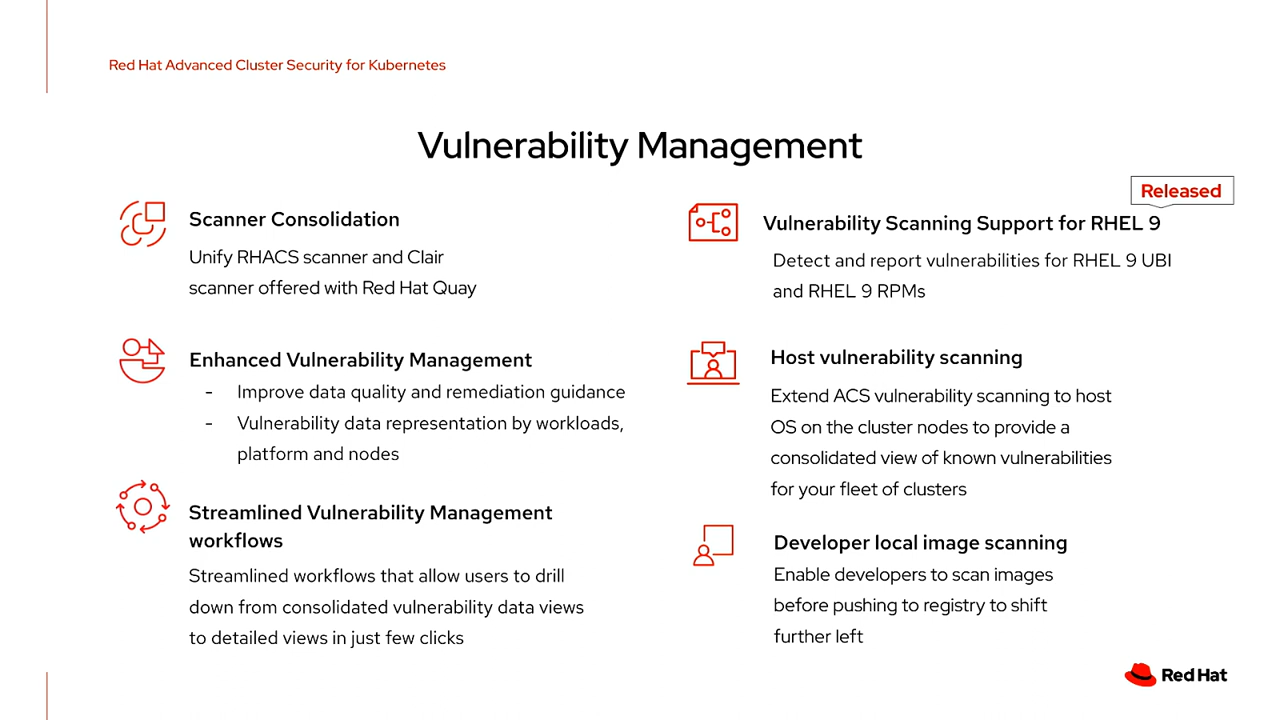 Red Hat Advanced Cluster Security for Kubernetes
Vulnerability Management
Scanner Consolidation
Unify RHACS scanner and Clair
scanner offered with Red Hat Quay
Enhanced Vulnerability Management
- Improve data quality and remediation guidance
- Vulnerability data representation by workloads,
platform and nodes
Streamlined Vulnerability Management
workflows
Streamlined workflows that allow users to drill
down from consolidated vulnerability data views
to detailed views in just few clicks
Released
Vulnerability Scanning Support for RHEL 9
Detect and report vulnerabilities for RHEL 9 UBI
and RHEL 9 RPMs
Host vulnerability scanning
Extend ACS vulnerability scanning to host
OS on the cluster nodes to provide a
consolidated view of known vulnerabilities
for your fleet of clusters
Developer local image scanning
Enable developers to scan images
before pushing to registry to shift
further left
Red Hat